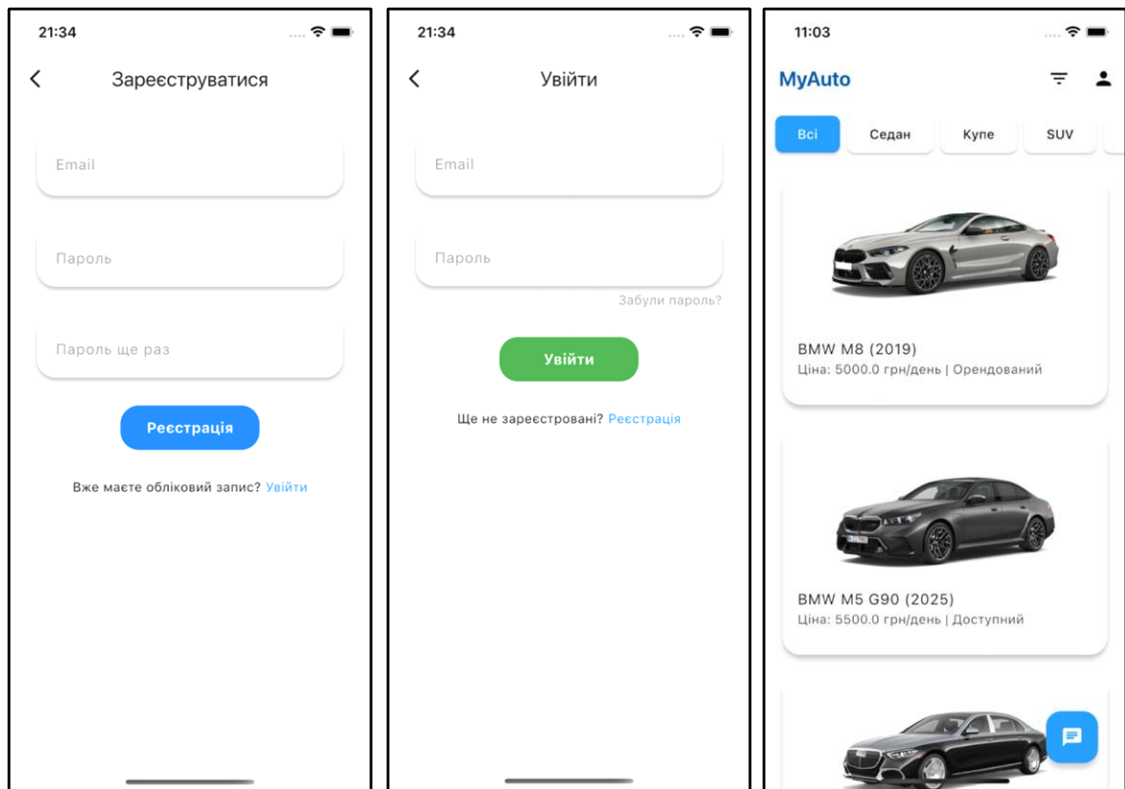 21:34
Зареєструватися
Email
Пароль
Пароль ще раз
Реєстрація
Вже маєте обліковий запис? Увійти
21:34
Увійти
Email
Пароль
Забули пароль?
Увійти
Ще не зареєстровані? Реєстрація
11:03
MyAuto
Всі Седан Купе SUV
BMW M8 (2019)
Ціна: 5000.0 грн/день | Орендований
BMW M5 G90 (2025)
Ціна: 5500.0 грн/день | Доступний